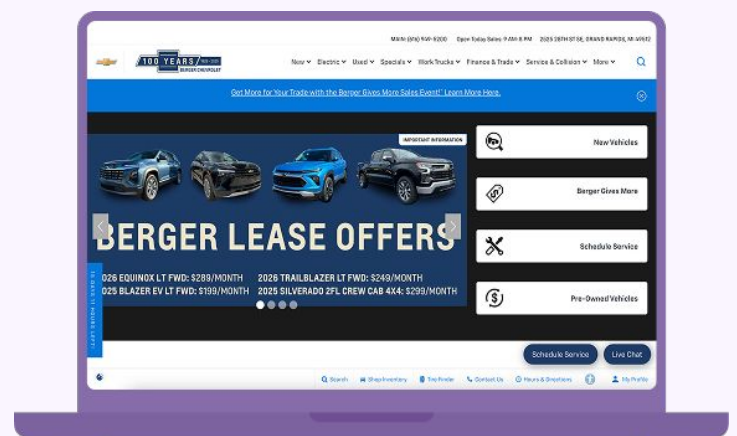 MAIN: (616) 949-5200 Open Today Sales: 9 AM-8 PM 2525 28TH ST SE, GRAND RAPIDS, MI 49512
100 YEARS
BERGER CHEVROLET
New Electric Used Specials Work Trucks Finance & Trade Service & Collision More
Get More for Your Trade with the Berger Gives More Sales Event!* Learn More Here.
IMPORTANT INFORMATION
BERGER LEASE OFFERS
026 EQUINOX LT FWD: $289/MONTH 2026 TRAILBLAZER LT FWD: $249/MONTH
025 BLAZER EV LT FWD: $199/MONTH 2025 SILVERADO 2FL CREW CAB 4X4: $299/MONTH
New Vehicles
Berger Gives More
Schedule Service
Pre-Owned Vehicles
HOURS LEFT!
Schedule Service Live Chat
Search Shop Inventory Tire Finder Contact Us Hours & Directions My Profile